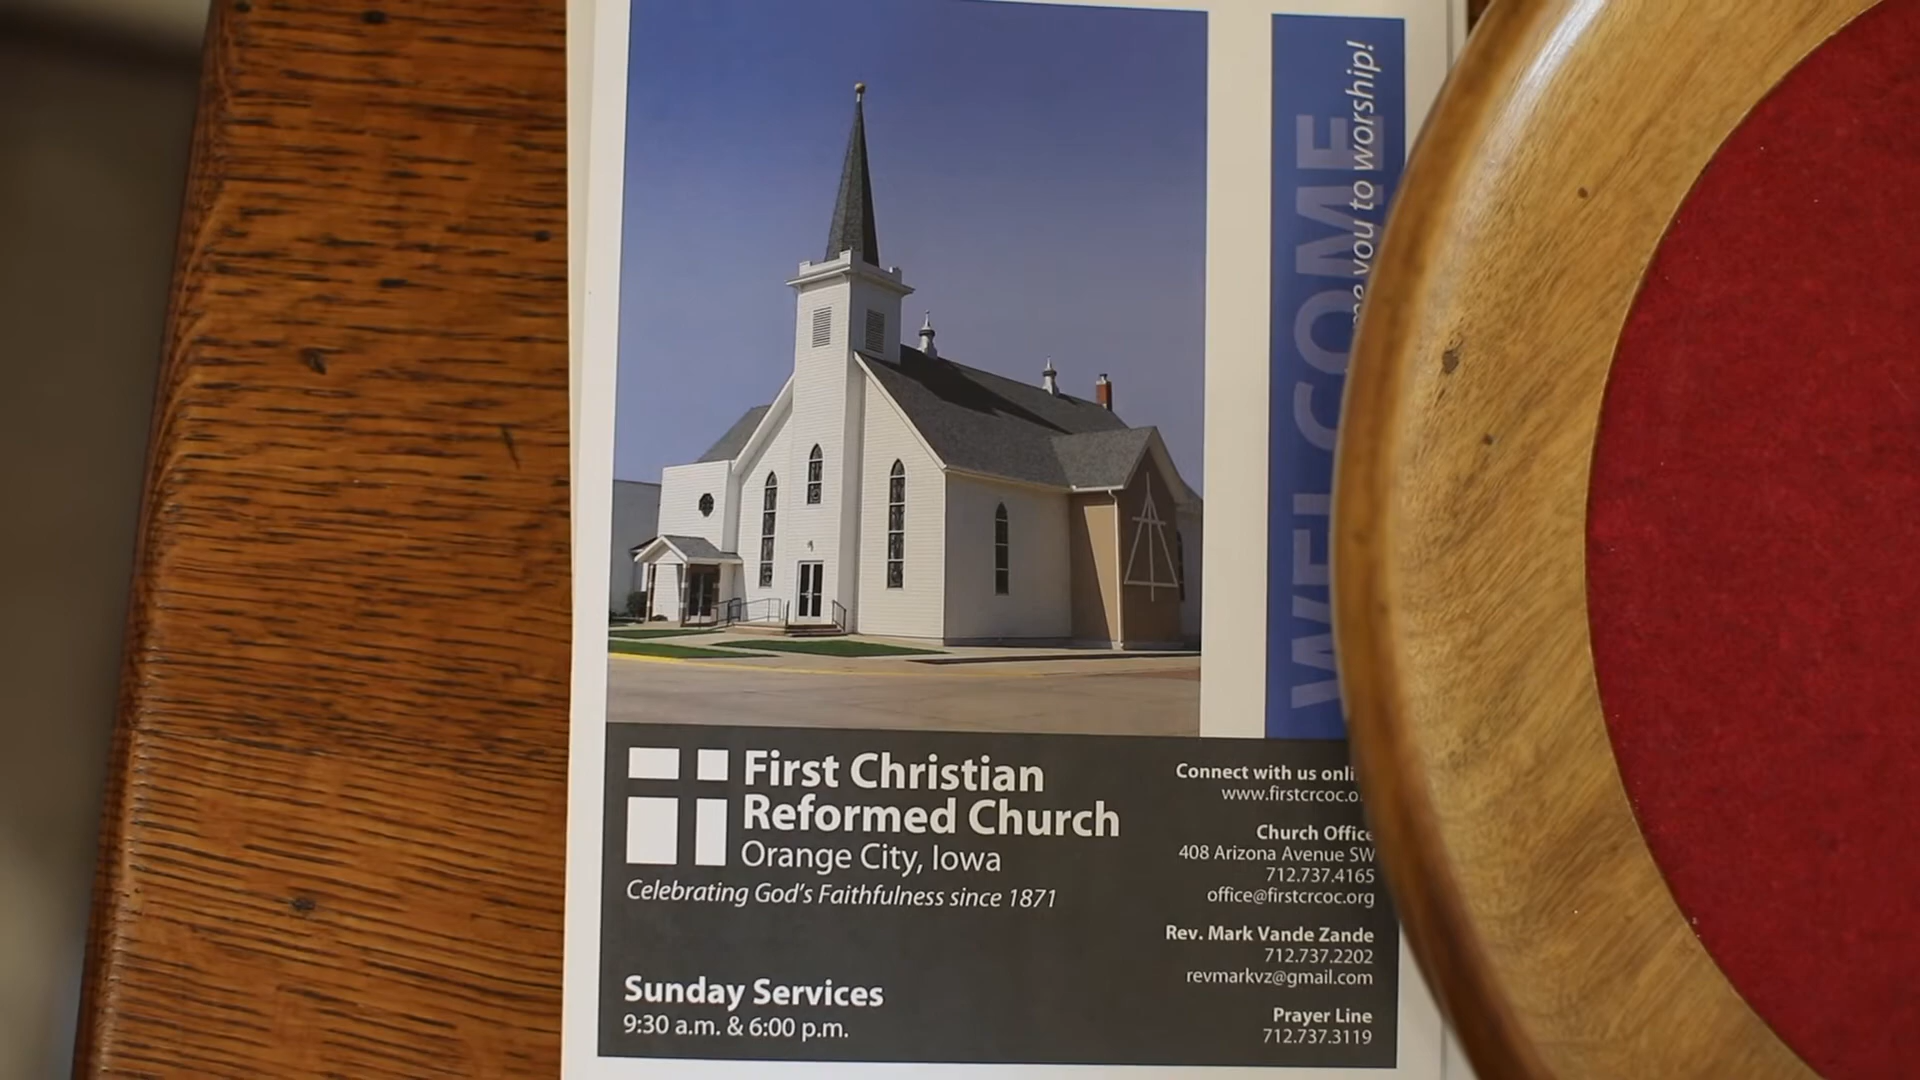 WELCOME
you to worship!
First Christian
Reformed Church
Orange City, Iowa
Celebrating God's Faithfulness since 1871
Sunday Services
9:30 a.m. & 6:00 p.m.
Connect with us
www.firstcrcoc.o
Church Office
408 Arizona Avenue SW
712.737.4165
office@firstcrcoc.org
Rev. Mark Vande Zande
712.737.2202
revmarkvz@gmail.com
Prayer Line
712.737.3119